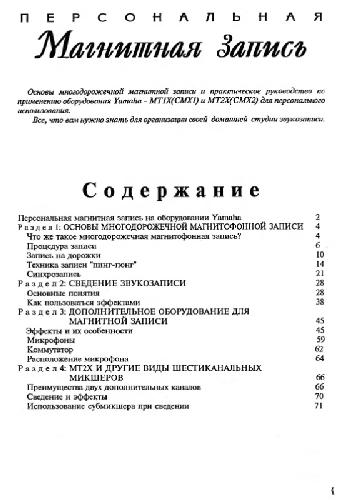 ПЕРСОНАЛЬНАЯ
Магнитная Запись
Основы многодорожечной магнитной записи и практическое руководство по
применению оборудования Yamaha - MT1X(CMX1) и MT2X(CMX2) для персонального
использования.
Все, что вам нужно знать для организации своей домашней студии звукозаписи.
Содержание
Персональная магнитная запись на оборудовании Yamaha 2
Раздел 1: ОСНОВЫ МНОГОДОРОЖЕЧНОЙ МАГНИТОФОННОЙ ЗАПИСИ 4
Что же такое многодорожечная магнитофонная запись? 4
Процедура записи 6
Запись на дорожки 10
Техника записи "пинг-понг" 14
Синхрозапись 21
Раздел 2: СВЕДЕНИЕ ЗВУКОЗАПИСИ 28
Основные понятия 28
Как пользоваться эффектами 38
Раздел 3: ДОПОЛНИТЕЛЬНОЕ ОБОРУДОВАНИЕ ДЛЯ
МАГНИТНОЙ ЗАПИСИ 45
Эффекты и их особенности 45
Микрофоны 59
Коммутатор 62
Расположение микрофона 64
Раздел 4: MT2X И ДРУГИЕ ВИДЫ ШЕСТИКАНАЛЬНЫХ
МИКШЕРОВ 66
Преимущества двух дополнительных каналов 66
Сведение и эффекты 70
Использование субмикшера при сведении 71